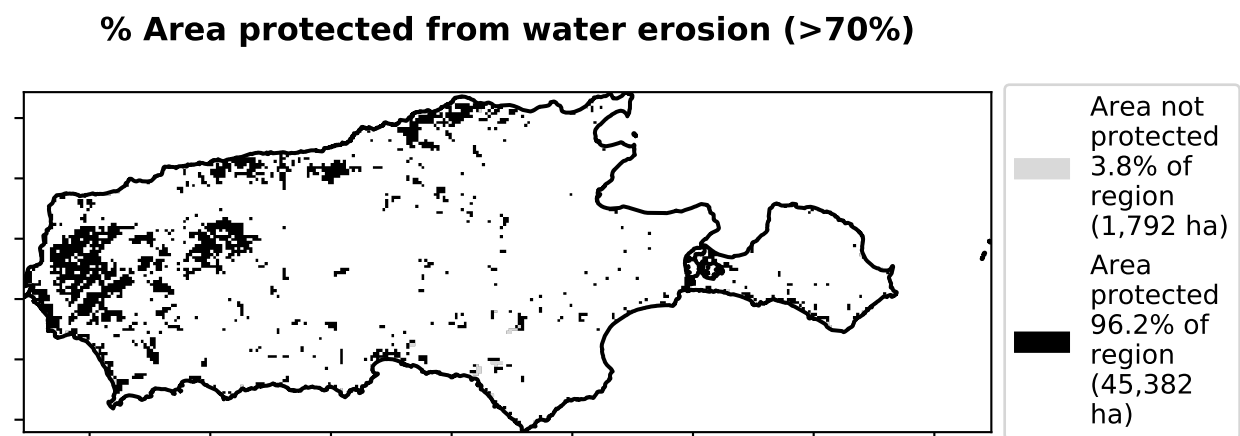 % Area protected from water erosion (>70%)
Area not
protected
3.8% of
region
(1,792 ha)
Area
protected
96.2% of
region
(45,382
ha)